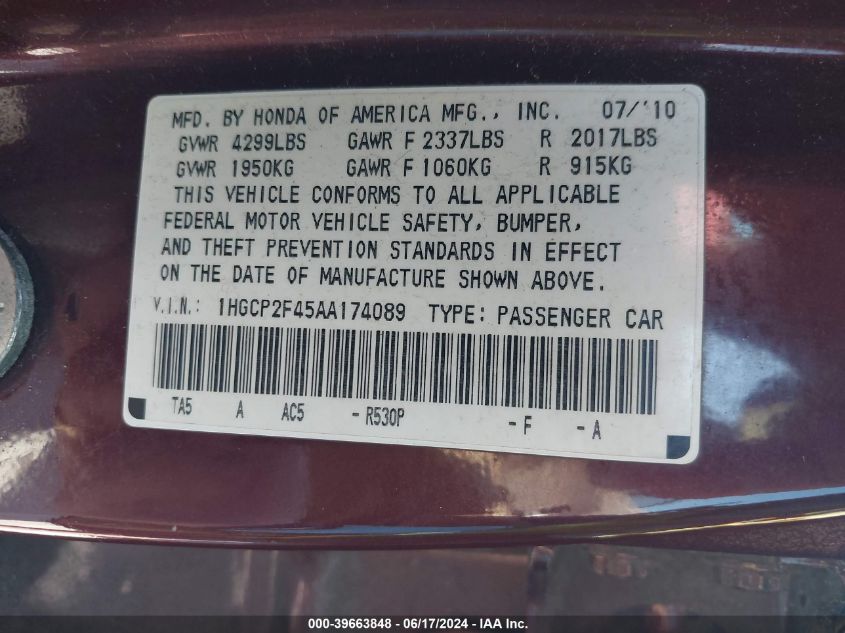 MFD. BY HONDA OF AMERICA MFG., INC. 07/'10
GVWR 4299LBS GAWR F 2337LBS R 2017LBS
GVWR 1950KG GAWR F 1060KG R 915KG
THIS VEHICLE CONFORMS TO ALL APPLICABLE
FEDERAL MOTOR VEHICLE SAFETY, BUMPER,
AND THEFT PREVENTION STANDARDS IN EFFECT
ON THE DATE OF MANUFACTURE SHOWN ABOVE.
V.I.N.: 1HGCP2F45AA174089 TYPE: PASSENGER CAR
TA5 A AC5 - R530P - F - A
000-39663848 - 06/17/2024 - IAA Inc.